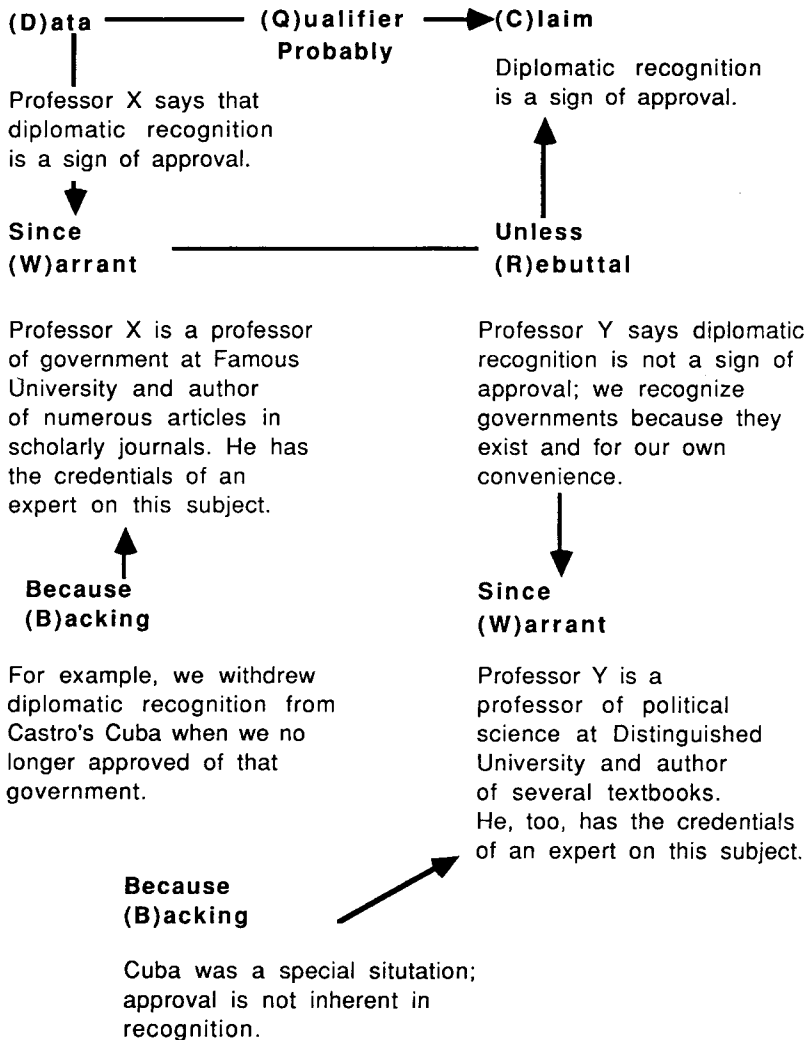 (D)ata (Q)ualifier (C)laim
Probably
Professor X says that
diplomatic recognition
is a sign of approval.
Diplomatic recognition
is a sign of approval.
Since
(W)arrant
Unless
(R)ebuttal
Professor X is a professor
of government at Famous
University and author
of numerous articles in
scholarly journals. He has
the credentials of an
expert on this subject.
Professor Y says diplomatic
recognition is not a sign of
approval; we recognize
governments because they
exist and for our own
convenience.
Because
(B)acking
For example, we withdrew
diplomatic recognition from
Castro's Cuba when we no
longer approved of that
government.
Since
(W)arrant
Professor Y is a
professor of political
science at Distinguished
University and author
of several textbooks.
He, too, has the credentials
of an expert on this subject.
Because
(B)acking
Cuba was a special situtation;
approval is not inherent in
recognition.